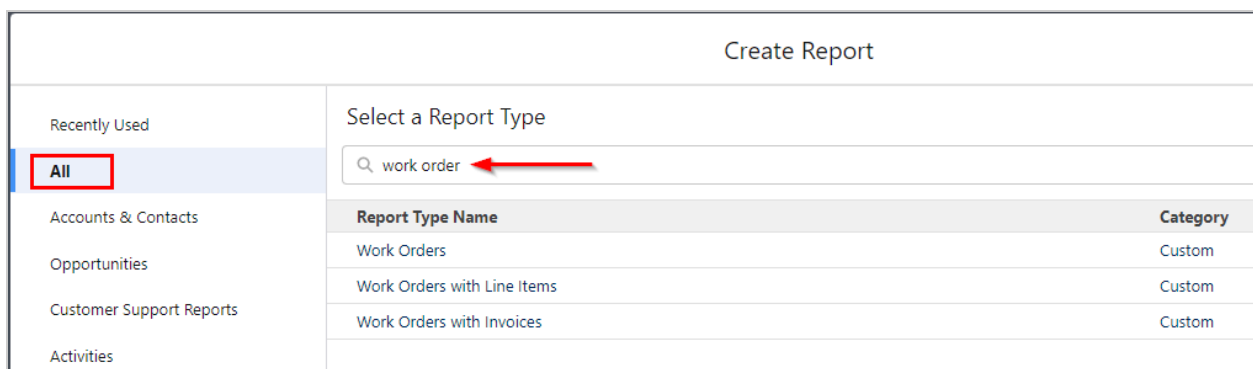 Create Report
Recently Used
All
Accounts & Contacts
Opportunities
Customer Support Reports
Activities
Select a Report Type
work order
Report Type Name Category
Work Orders Custom
Work Orders with Line Items Custom
Work Orders with Invoices Custom